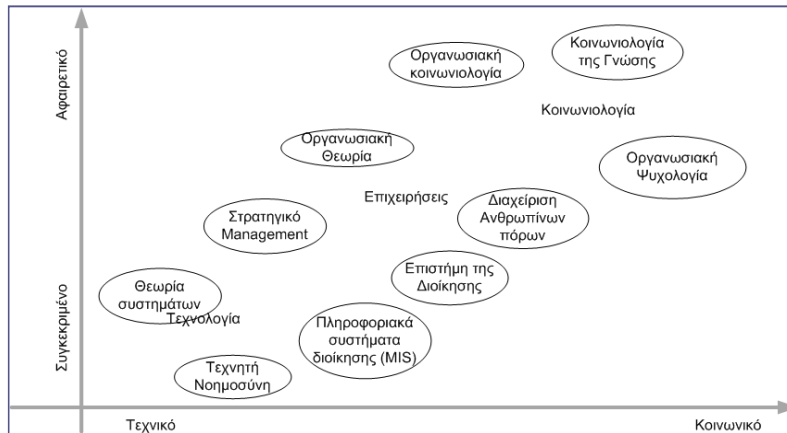 Αφαιρετικό
Οργανωσιακή
κοινωνιολογία
Κοινωνιολογία
της Γνώσης
Κοινωνιολογία
Οργανωσιακή
Θεωρία
Οργανωσιακή
Ψυχολογία
Επιχειρήσεις
Στρατηγικό
Management
Διαχείριση
Ανθρωπίνων
πόρων
Επιστήμη της
Διοίκησης
Θεωρία
συστημάτων
Τεχνολογία
Πληροφοριακά
συστήματα
διοίκησης (MIS)
Τεχνητή
Νοημοσύνη
Συγκεκριμένο
Τεχνικό
Κοινωνικό